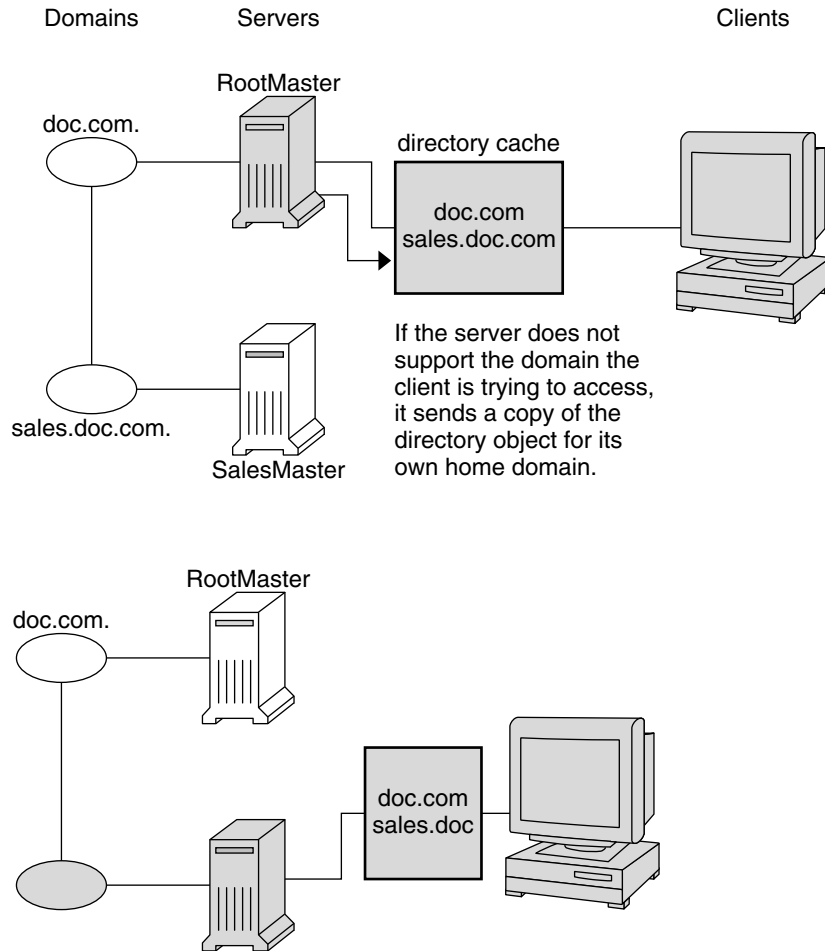 Domains Servers Clients
RootMaster
doc.com.
directory cache
doc.com
sales.doc.com
If the server does not
support the domain the
client is trying to access,
it sends a copy of the
directory object for its
own home domain.
sales.doc.com.
SalesMaster
RootMaster
doc.com.
doc.com
sales.doc